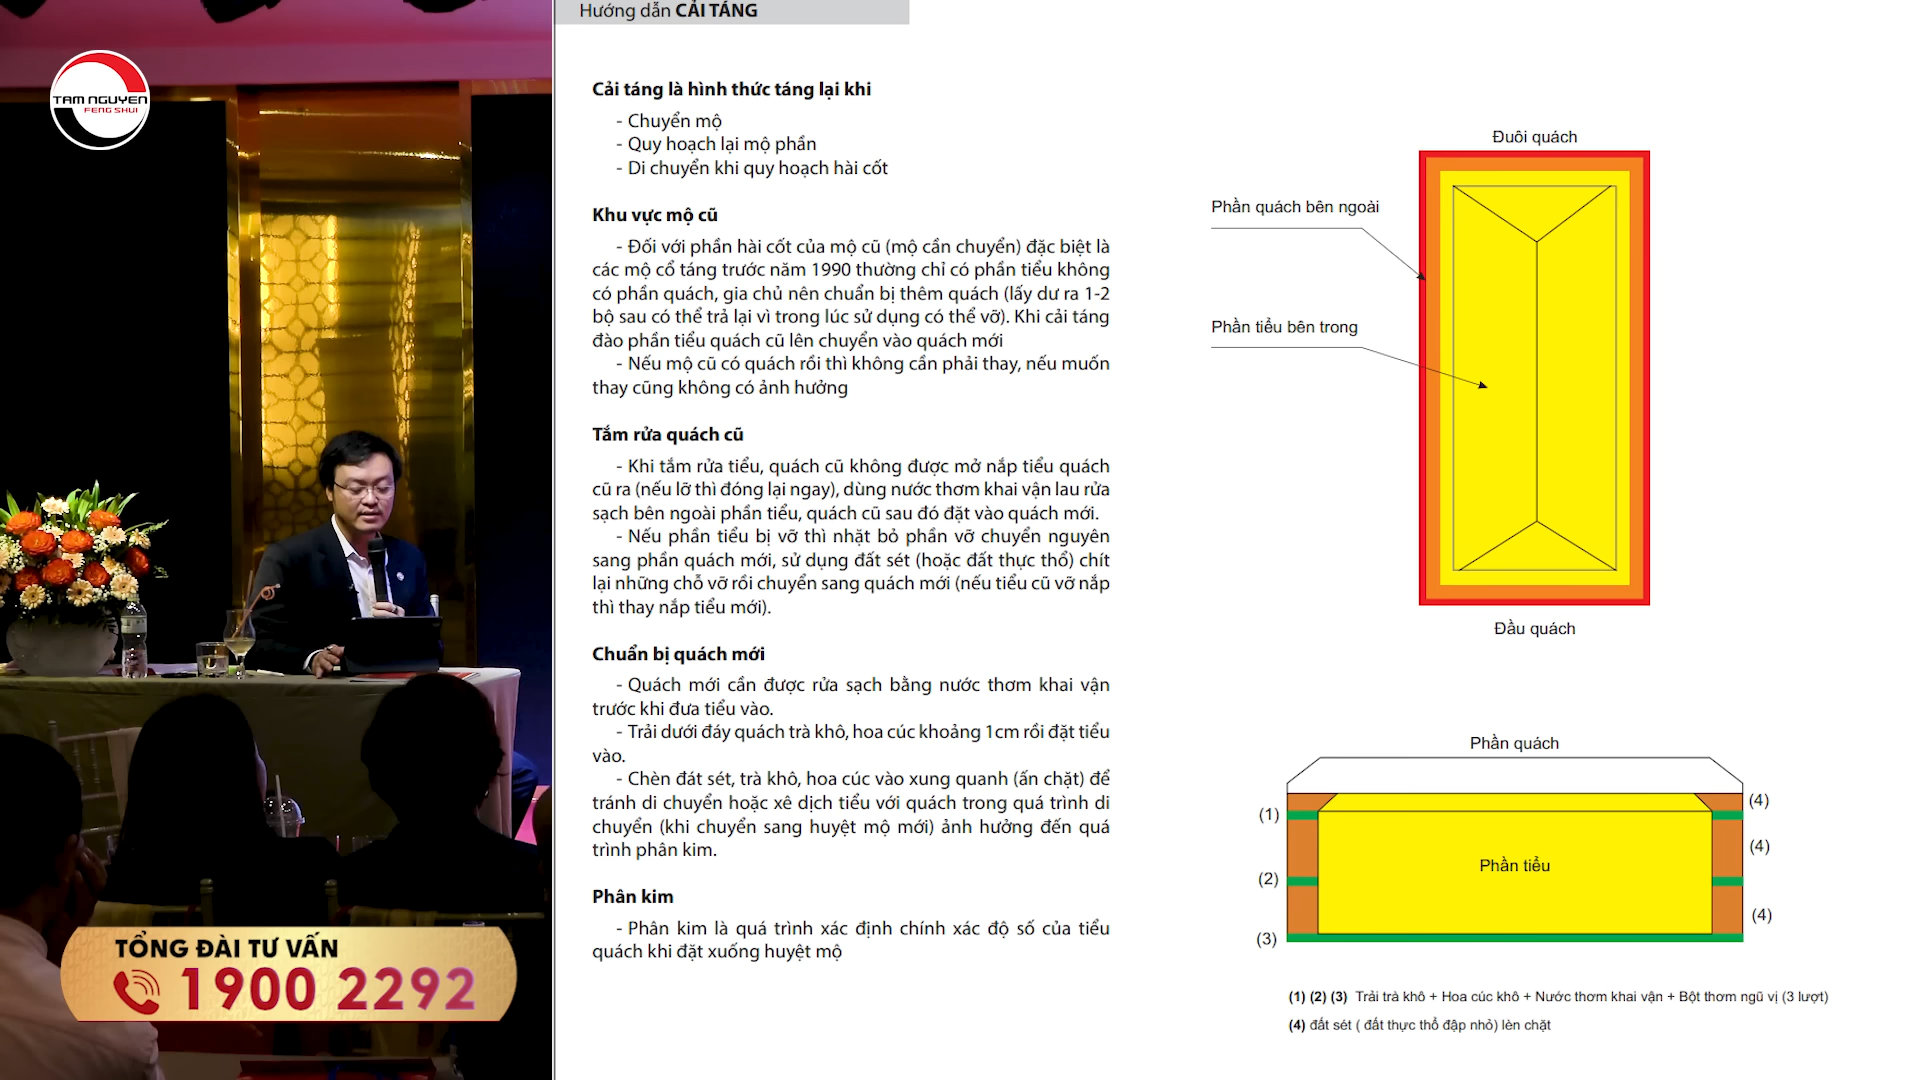 TAM NGUYEN
FENG SHUI
TỔNG ĐÀI TƯ VẤN
1900 2292
Hướng dẫn CẢI TÁNG
Cải táng là hình thức táng lại khi
- Chuyển mộ
- Quy hoạch lại mộ phần
- Di chuyển khi quy hoạch hài cốt
Khu vực mộ cũ
- Đối với phần hài cốt của mộ cũ (mộ cần chuyển) đặc biệt là
các mộ cổ táng trước năm 1990 thường chỉ có phần tiểu không
có phần quách, gia chủ nên chuẩn bị thêm quách (lấy dư ra 1-2
bộ sau có thể trả lại vì trong lúc sử dụng có thể vỡ). Khi cải táng
đào phần tiểu quách cũ lên chuyển vào quách mới
- Nếu mộ cũ có quách rồi thì không cần phải thay, nếu muốn
thay cũng không có ảnh hưởng
Tắm rửa quách cũ
- Khi tắm rửa tiểu, quách cũ không được mở nắp tiểu quách
cũ ra (nếu lỡ thì đóng lại ngay), dùng nước thơm khai vận lau rửa
sạch bên ngoài phần tiểu, quách cũ sau đó đặt vào quách mới.
- Nếu phần tiểu bị vỡ thì nhặt bỏ phần vỡ chuyển nguyên
sang phần quách mới, sử dụng đất sét (hoặc đất thực thổ) chít
lại những chỗ vỡ rồi chuyển sang quách mới (nếu tiểu cũ vỡ nắp
thì thay nắp tiểu mới).
Chuẩn bị quách mới
- Quách mới cần được rửa sạch bằng nước thơm khai vận
trước khi đưa tiểu vào.
- Trải dưới đáy quách trà khô, hoa cúc khoảng 1cm rồi đặt tiểu
vào.
- Chèn đát sét, trà khô, hoa cúc vào xung quanh (ấn chặt) để
tránh di chuyển hoặc xê dịch tiểu với quách trong quá trình di
chuyển (khi chuyển sang huyệt mộ mới) ảnh hưởng đến quá
trình phân kim.
Phân kim
- Phân kim là quá trình xác định chính xác độ số của tiểu
quách khi đặt xuống huyệt mộ
Đuôi quách
Phần quách bên ngoài
Phần tiểu bên trong
Đầu quách
Phần quách
(1)
(4)
(4)
Phần tiểu
(2)
(4)
(3)
(1) (2) (3) Trải trà khô + Hoa cúc khô + Nước thơm khai vận + Bột thơm ngũ vị (3 lượt)
(4) đất sét ( đất thực thổ đập nhỏ) lèn chặt